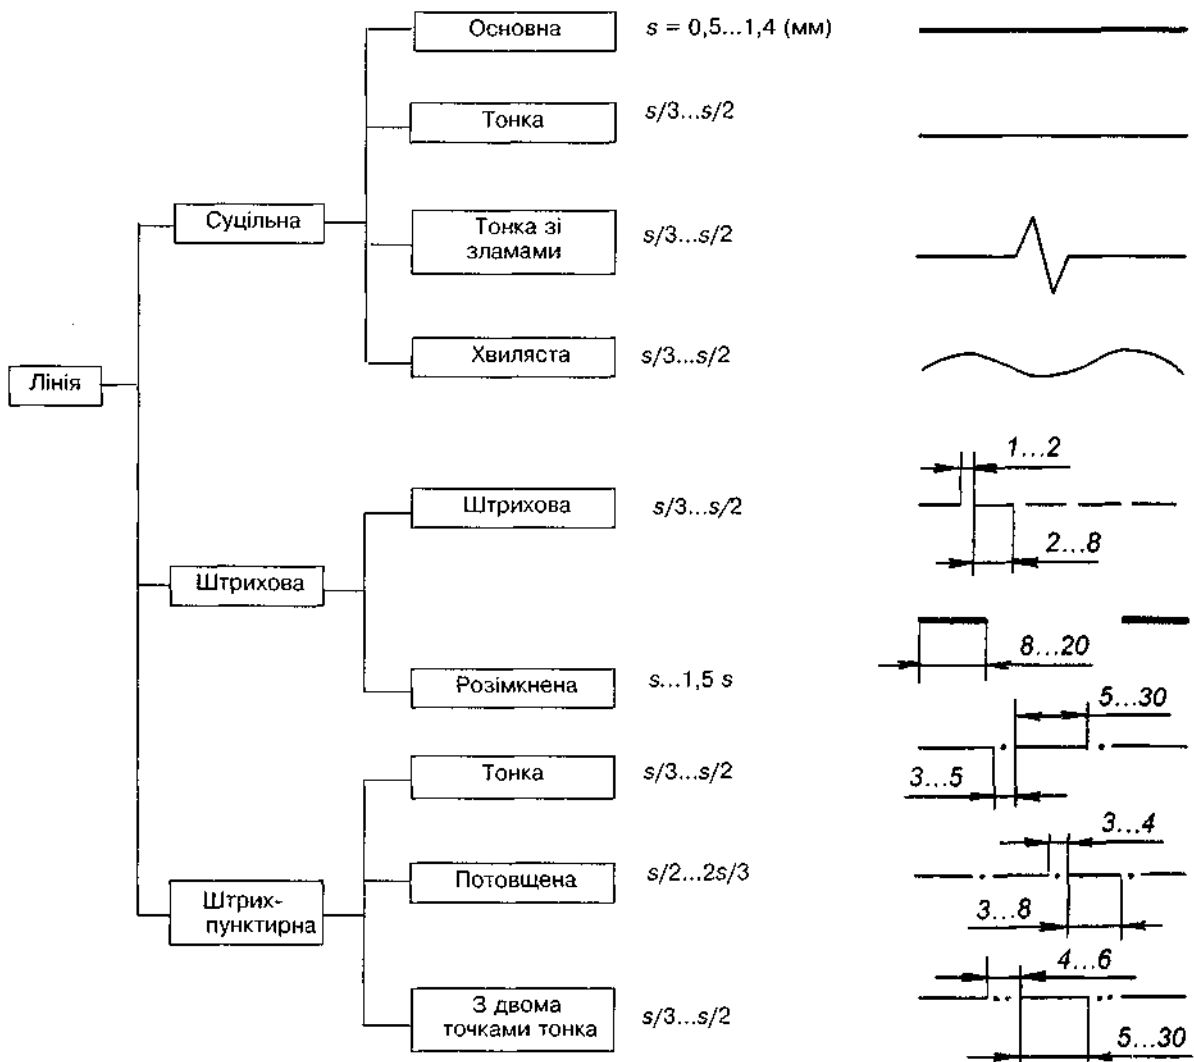 Основна s = 0,5...1,4 (мм)
Тонка s/3...s/2
Суцільна
Тонка зі
зламами
s/3...s/2
Хвиляста s/3...s/2
Лінія
1...2
Штрихова s/3...s/2
2...8
Штрихова
8...20
Розімкнена s...1,5 s
5...30
Тонка s/3...s/2
3...5
3...4
Потовщена s/2...2s/3
Штрих-
пунктирна
3...8
4...6
З двома
точками тонка
s/3...s/2
5...30